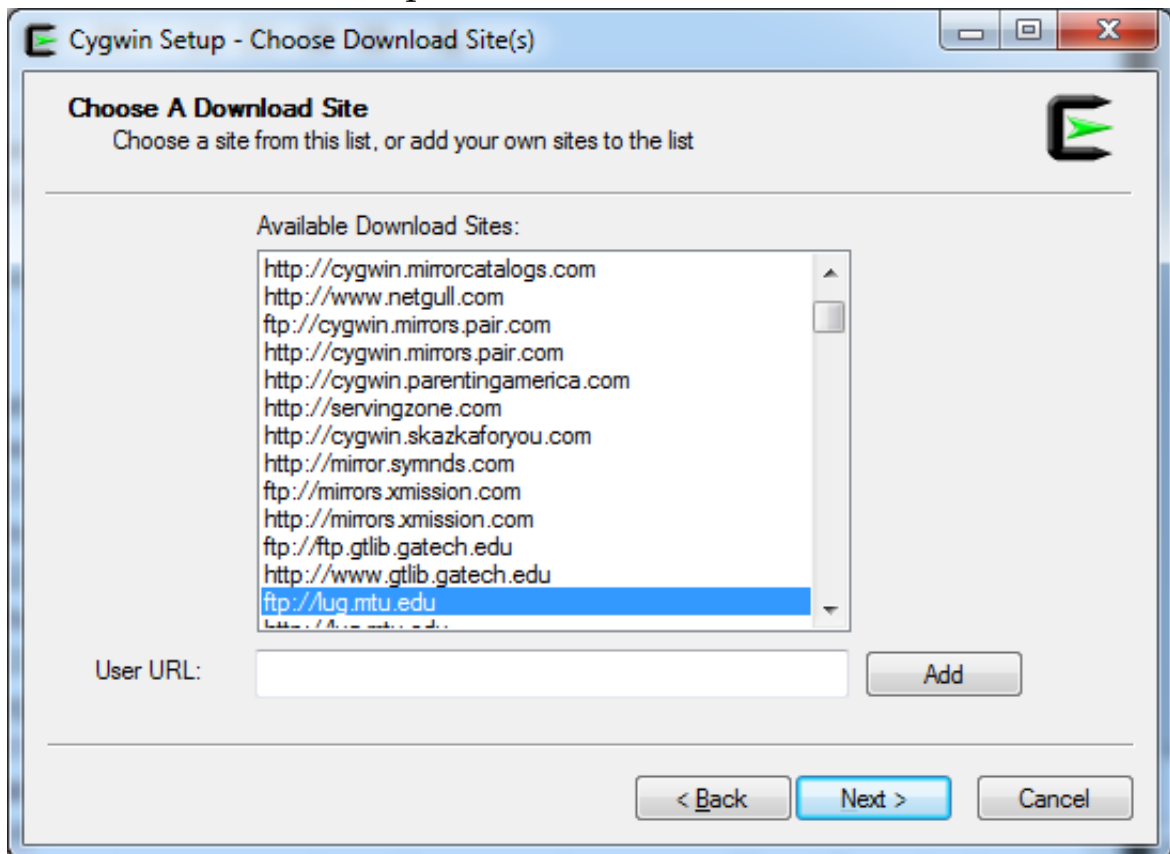 Cygwin Setup - Choose Download Site(s)
Choose A Download Site
Choose a site from this list, or add your own sites to the list
Available Download Sites:
http://cygwin.mirrorcatalogs.com
http://www.netgull.com
ftp://cygwin.mirrors.pair.com
http://cygwin.mirrors.pair.com
http://cygwin.parentingamerica.com
http://servingzone.com
http://cygwin.skazkaforyou.com
http://mirror.symnds.com
ftp://mirrors.xmission.com
http://mirrors.xmission.com
ftp://ftp.gtlib.gatech.edu
http://www.gtlib.gatech.edu
ftp://lug.mtu.edu
User URL:
Add
< Back
Next >
Cancel